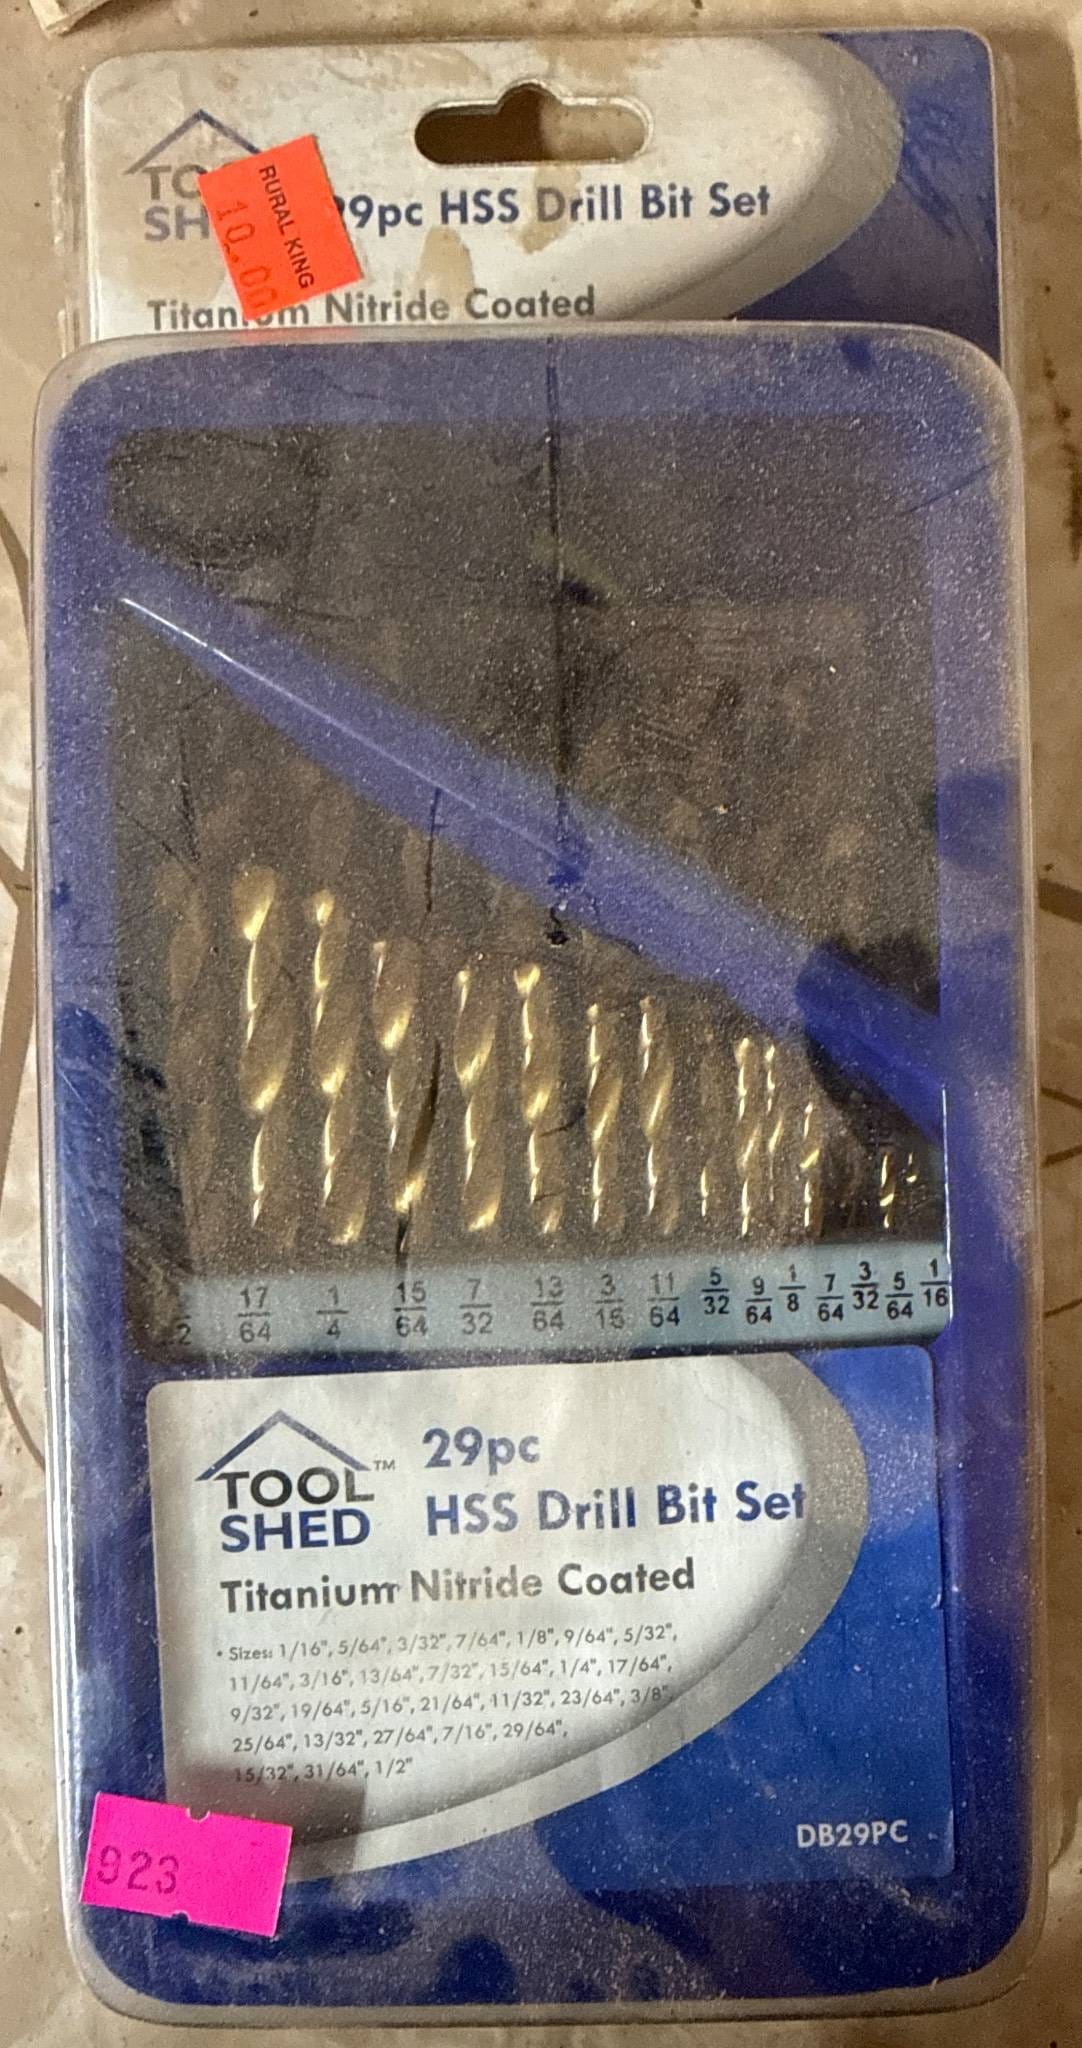 RURAL KING
10.00
9pc HSS Drill Bit Set
Nitride Coated
17/64 1/4 15/64 7/32 13/64 3/16 11/64 5/32 9/64 1/8 7/64 3/32 5/64 1/16
TOOL SHED™
29pc
HSS Drill Bit Set
Titanium Nitride Coated
• Sizes: 1/16", 5/64", 3/32", 7/64", 1/8", 9/64", 5/32",
11/64", 3/16", 13/64", 7/32", 15/64", 1/4", 17/64",
9/32", 19/64", 5/16", 21/64", 11/32", 23/64", 3/8",
25/64", 13/32", 27/64", 7/16", 29/64",
15/32", 31/64", 1/2"
DB29PC
923